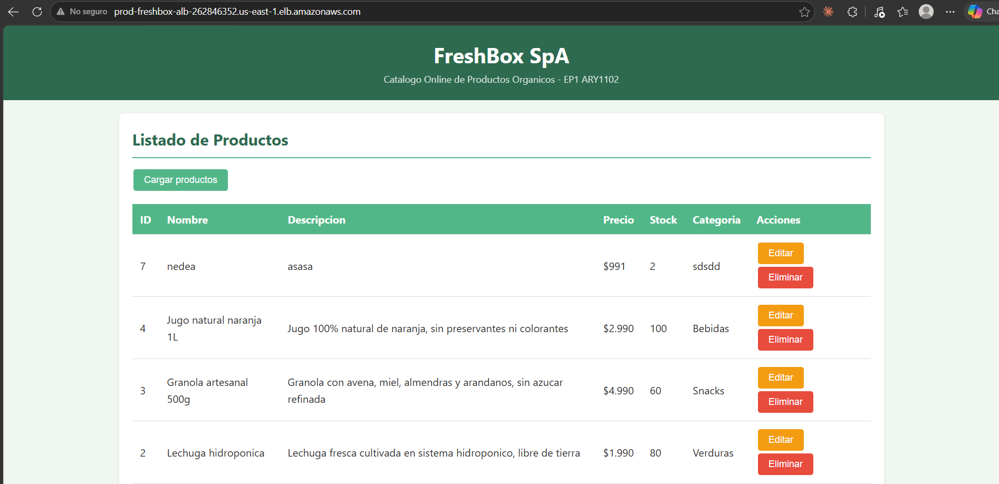 No seguro prod-freshbox-alb-262846352.us-east-1.elb.amazonaws.com
FreshBox SpA
Catalogo Online de Productos Organicos - EP1 ARY1102
Listado de Productos
Cargar productos
ID Nombre Descripcion Precio Stock Categoria Acciones
7 nedea asasa $991 2 sdsdd Editar
Eliminar
4 Jugo natural naranja
1L Jugo 100% natural de naranja, sin preservantes ni colorantes $2.990 100 Bebidas Editar
Eliminar
3 Granola artesanal
500g Granola con avena, miel, almendras y arandanos, sin azucar
refinada $4.990 60 Snacks Editar
Eliminar
2 Lechuga hidroponica Lechuga fresca cultivada en sistema hidroponico, libre de tierra $1.990 80 Verduras Editar
Eliminar